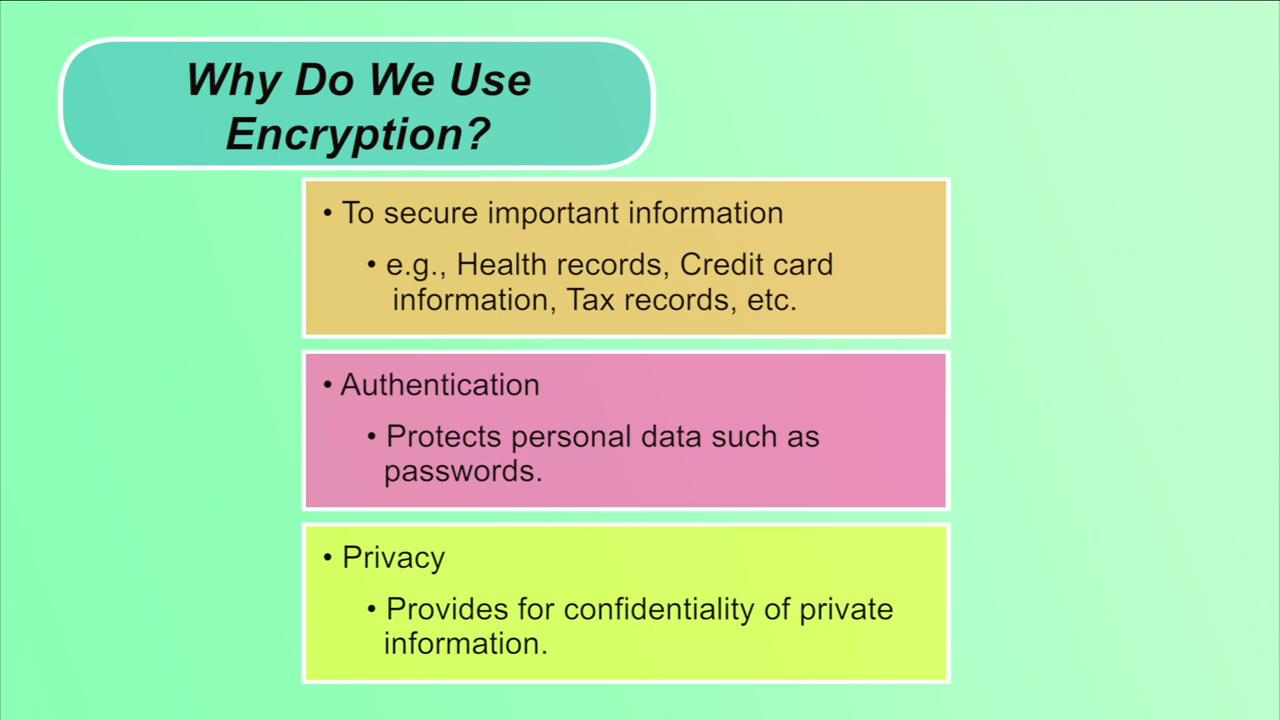 Why Do We Use
Encryption?
• To secure important information
• e.g., Health records, Credit card
information, Tax records, etc.
• Authentication
• Protects personal data such as
passwords.
• Privacy
• Provides for confidentiality of private
information.